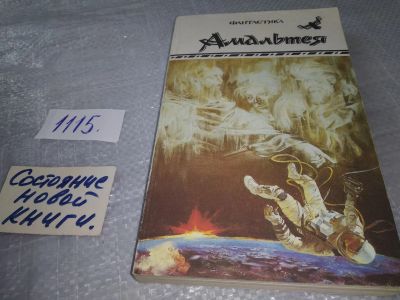 ФАНТАСТИКА
Амальтея
1115.
Состояние
новой
книги.